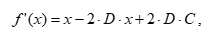 f'(x) = x − 2 · D · x + 2 · D · C ,